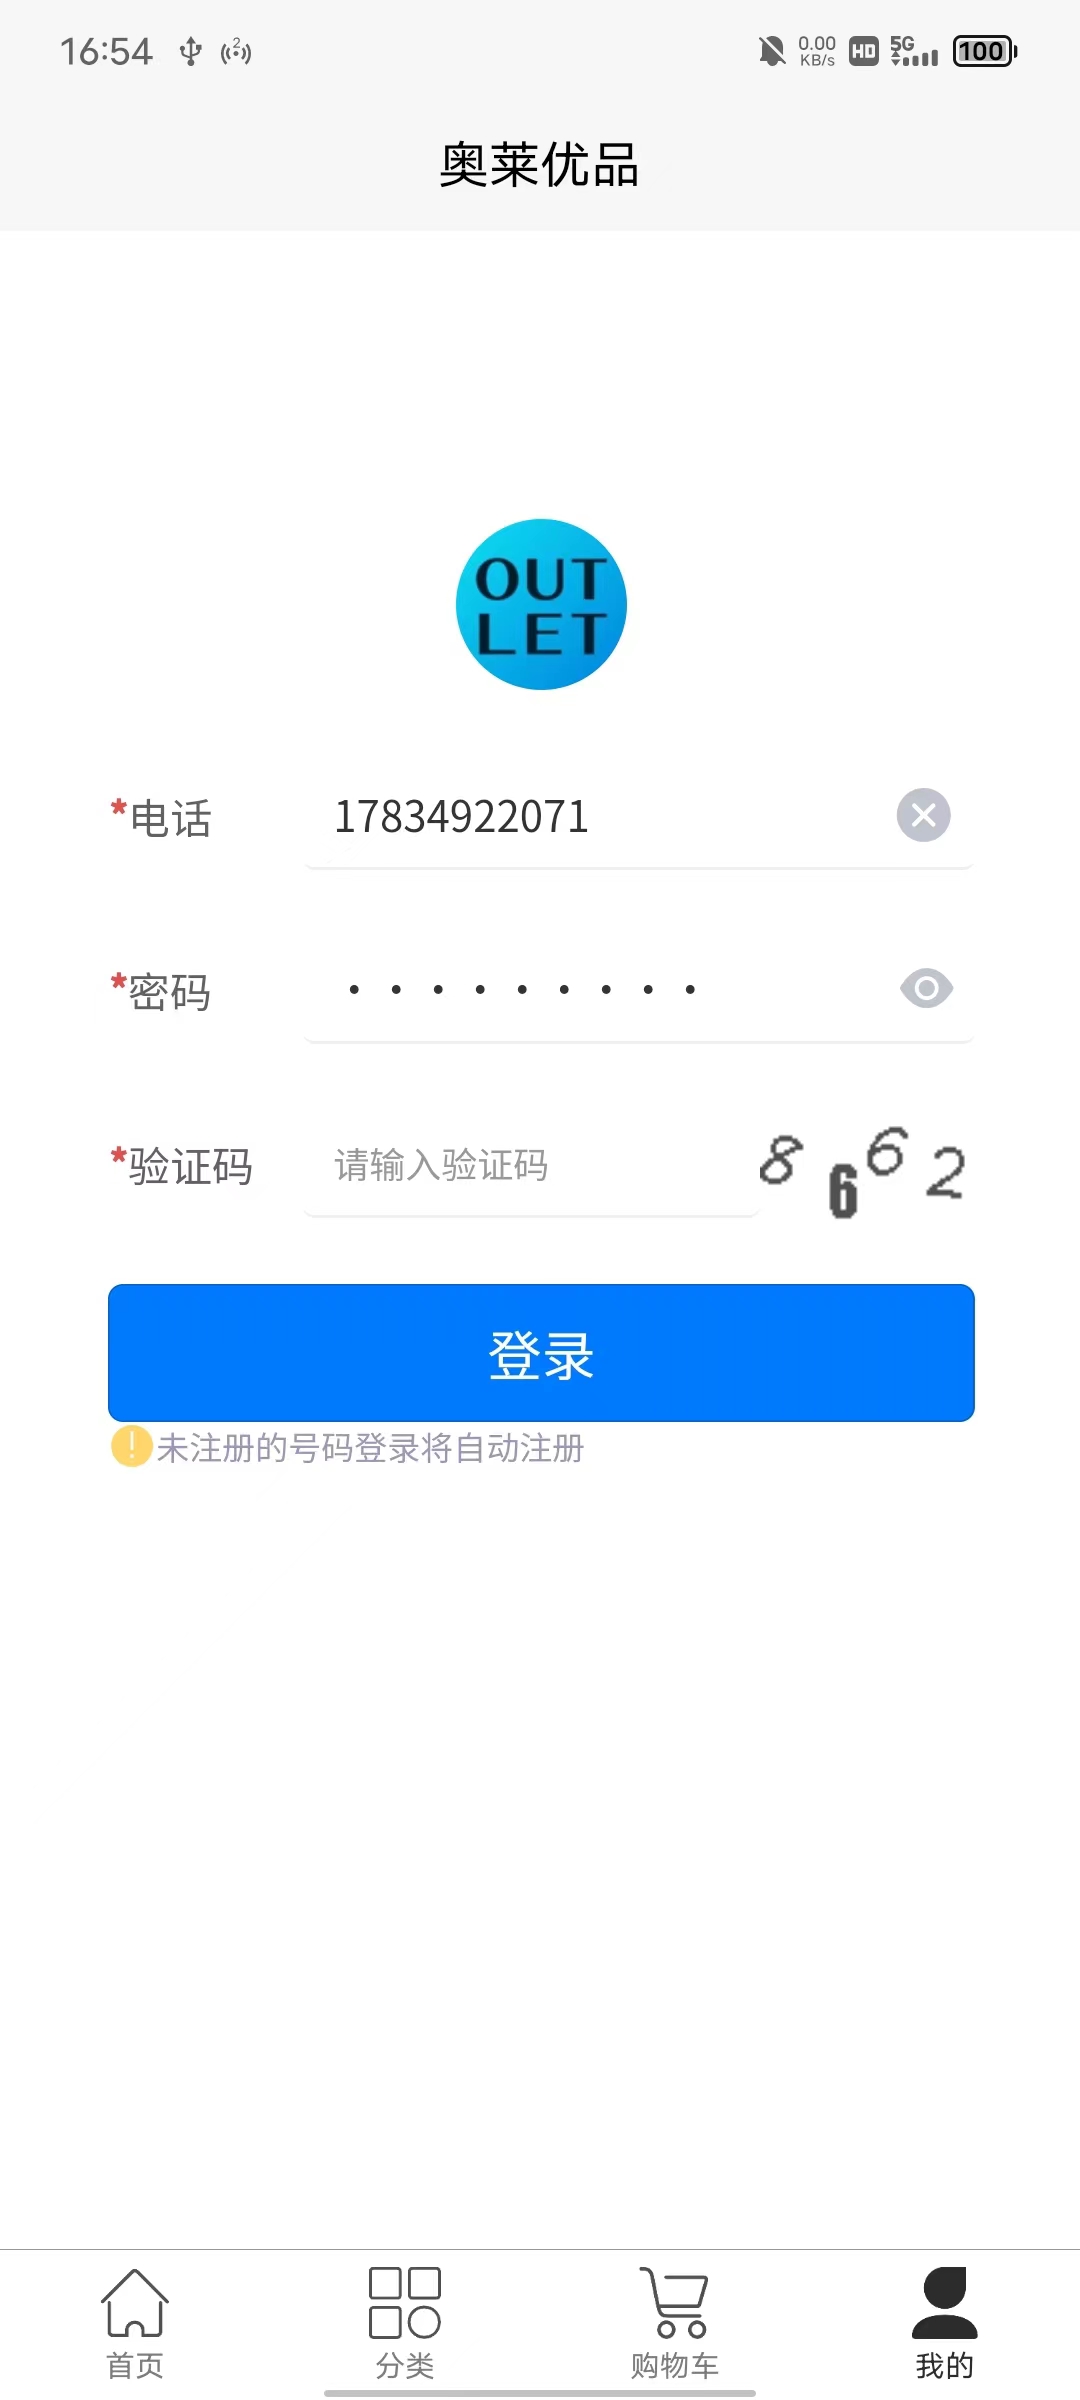 16:54
2
0.00
KB/s
HD
5G
100
奥莱优品
OUT
LET
*电话
17834922071
*密码
•••••••••
*验证码
请输入验证码
8662
登录
!未注册的号码登录将自动注册
首页
分类
购物车
我的